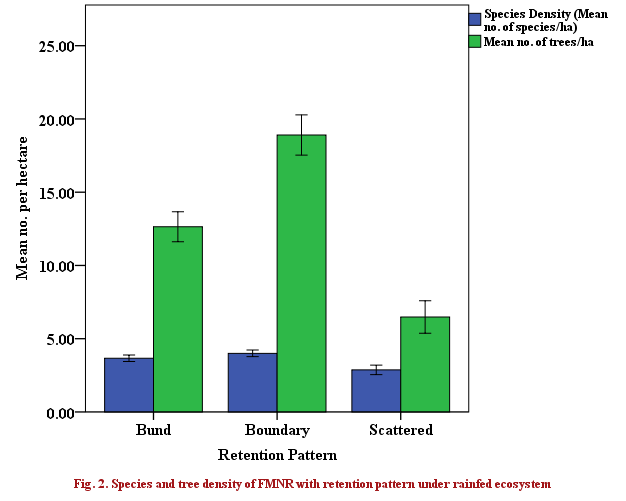 Species Density (Mean
no. of species/ha)
Mean no. of trees/ha
Mean no. per hectare
25.00
20.00
15.00
10.00
5.00
0.00
Bund Boundary Scattered
Retention Pattern
Fig. 2. Species and tree density of FMNR with retention pattern under rainfed ecosystem